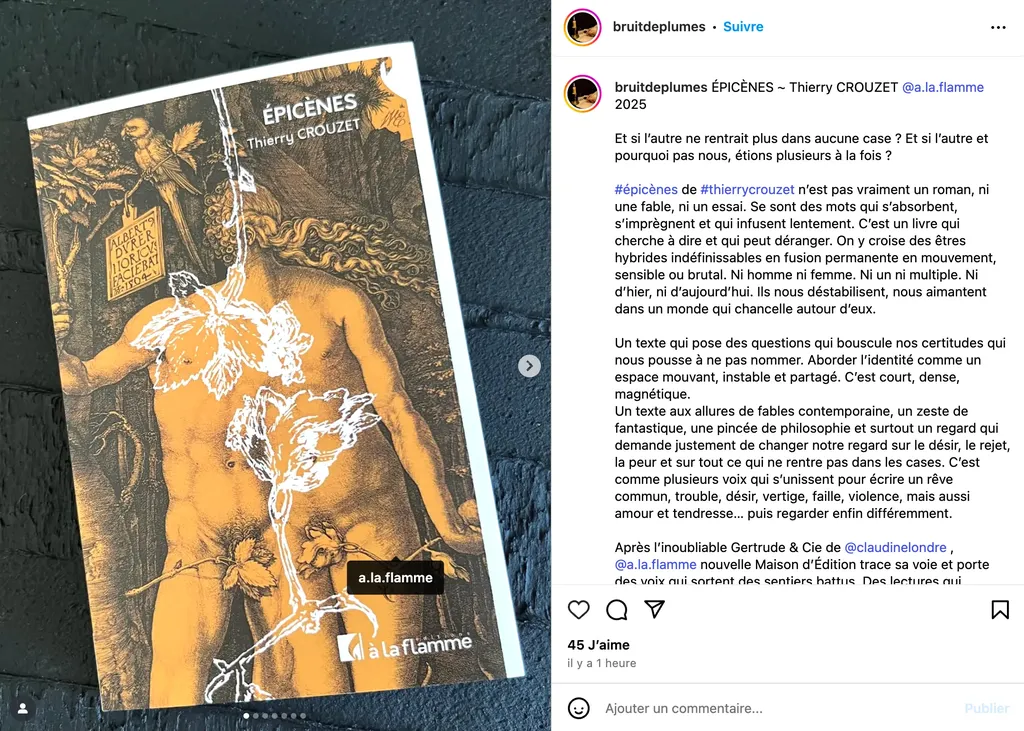 ÉPICÈNES
Thierry CROUZET
ALBERT9
DVRER
NORICVS
FACIEBAT
1504
a.la.flamme
ÉDITION
à la flamme
bruitdeplumes • Suivre
bruitdeplumes ÉPICÈNES ~ Thierry CROUZET @a.la.flamme
2025
Et si l’autre ne rentrait plus dans aucune case ? Et si l’autre et
pourquoi pas nous, étions plusieurs à la fois ?
#épicènes de #thierrycrouzet n’est pas vraiment un roman, ni
une fable, ni un essai. Se sont des mots qui s’absorbent,
s’imprègnent et qui infusent lentement. C’est un livre qui
cherche à dire et qui peut déranger. On y croise des êtres
hybrides indéfinissables en fusion permanente en mouvement,
sensible ou brutal. Ni homme ni femme. Ni un ni multiple. Ni
d’hier, ni d’aujourd’hui. Ils nous déstabilisent, nous aimantent
dans un monde qui chancelle autour d’eux.
Un texte qui pose des questions qui bouscule nos certitudes qui
nous pousse à ne pas nommer. Aborder l’identité comme un
espace mouvant, instable et partagé. C’est court, dense,
magnétique.
Un texte aux allures de fables contemporaine, un zeste de
fantastique, une pincée de philosophie et surtout un regard qui
demande justement de changer notre regard sur le désir, le rejet,
la peur et sur tout ce qui ne rentre pas dans les cases. C’est
comme plusieurs voix qui s’unissent pour écrire un rêve
commun, trouble, désir, vertige, faille, violence, mais aussi
amour et tendresse... puis regarder enfin différemment.
Après l’inoubliable Gertrude & Cie de @claudinelondre ,
@a.la.flamme nouvelle Maison d’Édition trace sa voie et porte
des voix qui sortent des sentiers battus. Des lectures qui
45 J’aime
il y a 1 heure
Ajouter un commentaire...
Publier